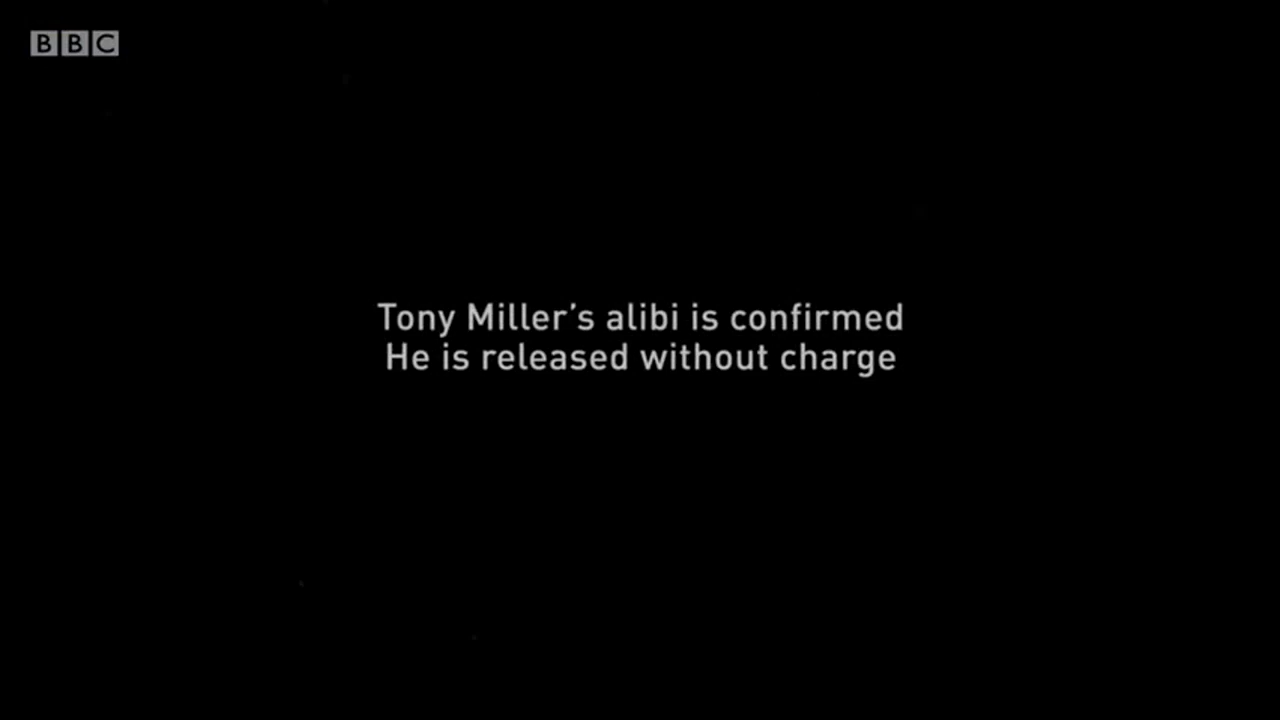 BBC
Tony Miller’s alibi is confirmed
He is released without charge